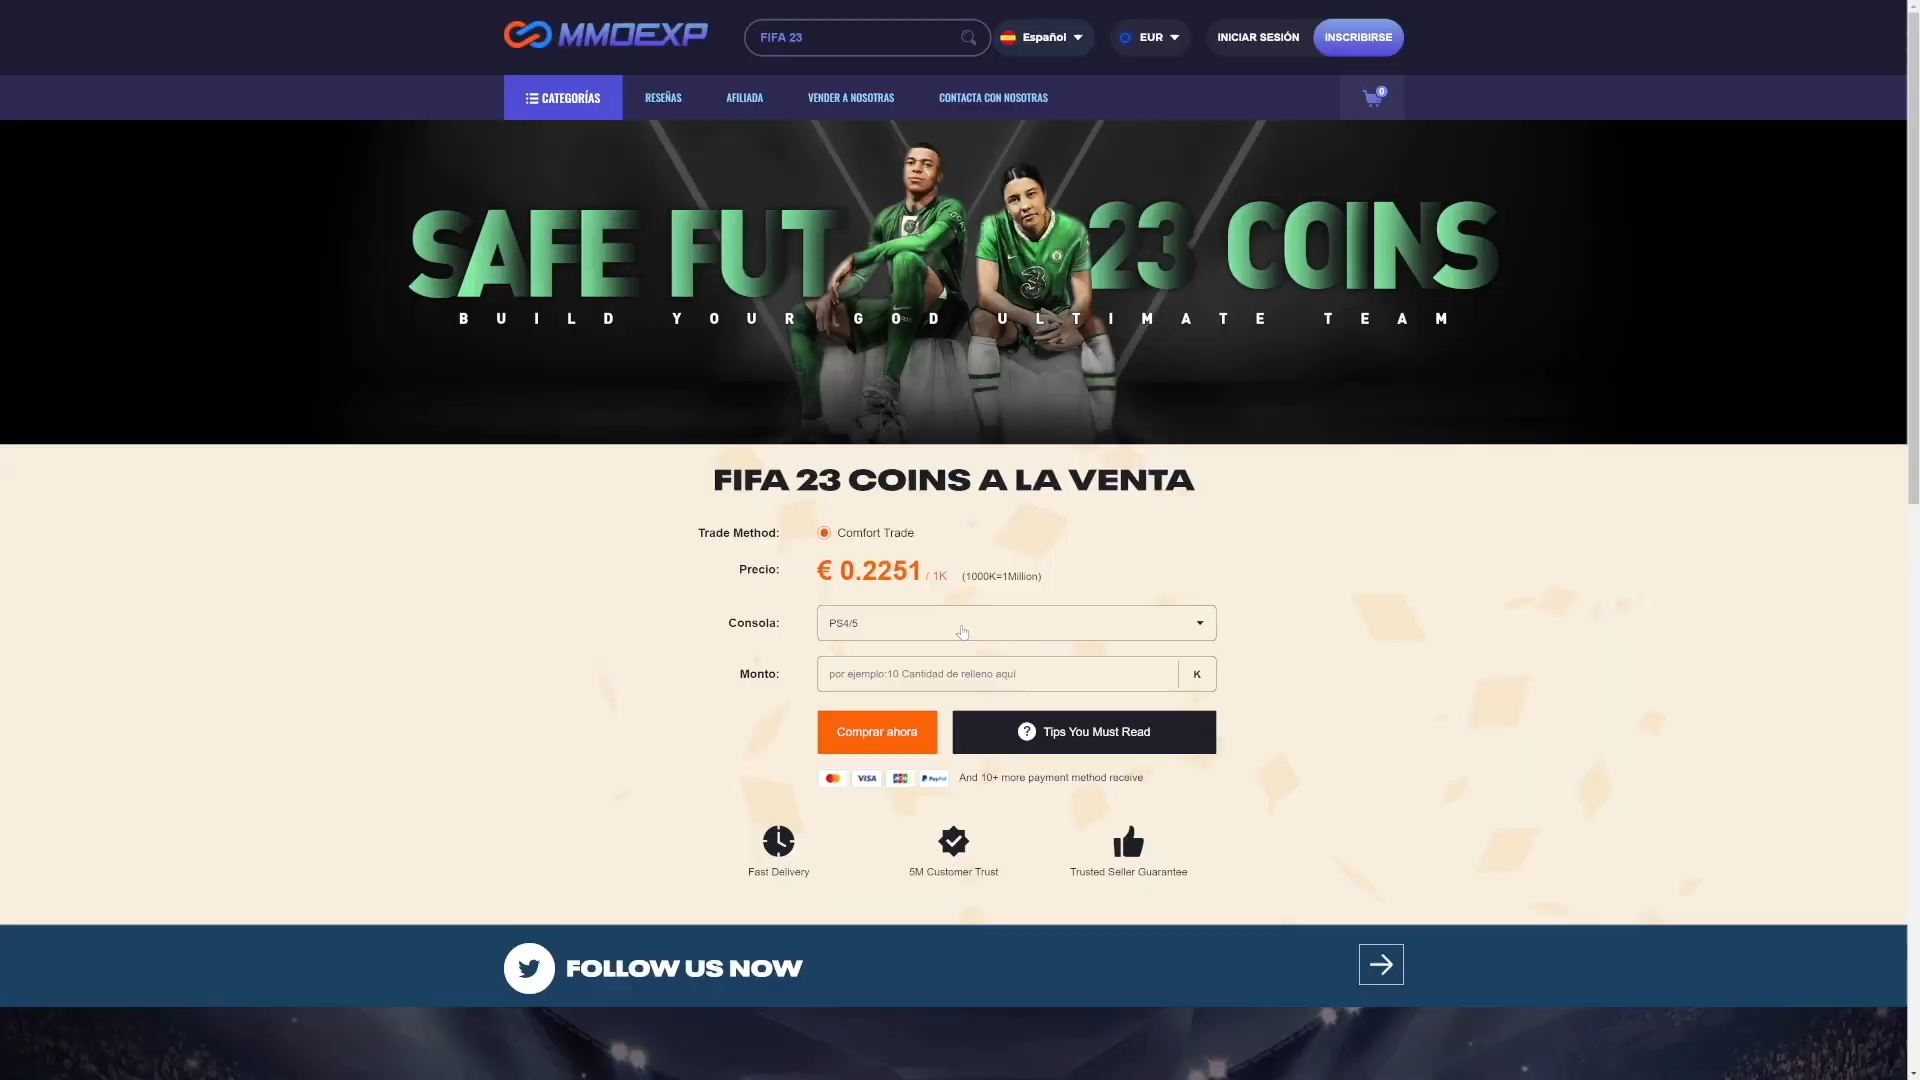 MMOEXP
FIFA 23
Español
EUR
INICIAR SESIÓN
INSCRIBIRSE
CATEGORÍAS
RESEÑAS
AFILIADA
VENDER A NOSOTRAS
CONTACTA CON NOSOTRAS
0
SAFE FUT 23 COINS
BUILD YOUR GOD ULTIMATE TEAM
3
FIFA 23 COINS A LA VENTA
Trade Method:
Comfort Trade
Precio:
€ 0.2251 / 1K (1000K=1Million)
Consola:
PS4/5
Monto:
por ejemplo:10 Cantidad de relleno aquí
K
Comprar ahora
? Tips You Must Read
VISA
JCB
PayPal
And 10+ more payment method receive
Fast Delivery
5M Customer Trust
Trusted Seller Guarantee
FOLLOW US NOW